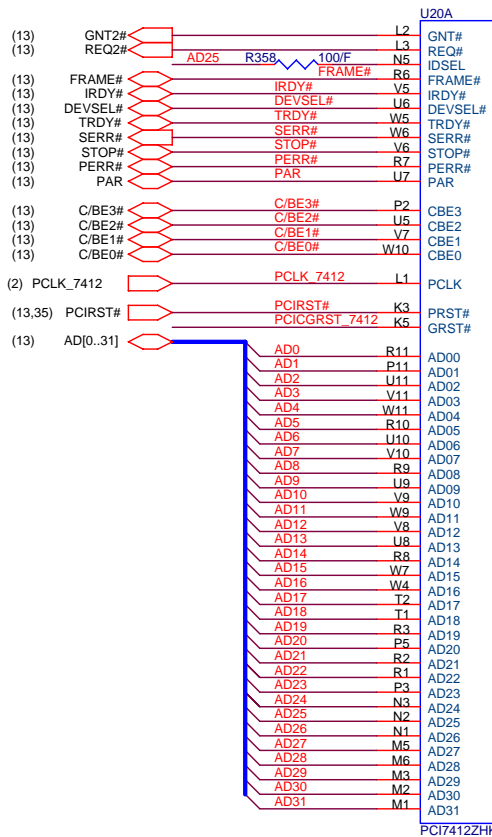 U20A
(13) GNT2# L2 GNT#
(13) REQ2# L3 REQ#
AD25 R358 100/F N5 IDSEL
(13) FRAME# FRAME# R6 FRAME#
(13) IRDY# IRDY# V5 IRDY#
(13) DEVSEL# DEVSEL# U6 DEVSEL#
(13) TRDY# TRDY# W5 TRDY#
(13) SERR# SERR# W6 SERR#
(13) STOP# STOP# V6 STOP#
(13) PERR# PERR# R7 PERR#
(13) PAR PAR U7 PAR
(13) C/BE3# C/BE3# P2 CBE3
(13) C/BE2# C/BE2# U5 CBE2
(13) C/BE1# C/BE1# V7 CBE1
(13) C/BE0# C/BE0# W10 CBE0
(2) PCLK_7412 PCLK_7412 L1 PCLK
(13,35) PCIRST# PCIRST# K3 PRST#
PCICGRST_7412 K5 GRST#
(13) AD[0..31]
AD0 R11 AD00
AD1 P11 AD01
AD2 U11 AD02
AD3 V11 AD03
AD4 W11 AD04
AD5 R10 AD05
AD6 U10 AD06
AD7 V10 AD07
AD8 R9 AD08
AD9 U9 AD09
AD10 V9 AD10
AD11 W9 AD11
AD12 V8 AD12
AD13 U8 AD13
AD14 R8 AD14
AD15 W7 AD15
AD16 W4 AD16
AD17 T2 AD17
AD18 T1 AD18
AD19 R3 AD19
AD20 P5 AD20
AD21 R2 AD21
AD22 R1 AD22
AD23 P3 AD23
AD24 N3 AD24
AD25 N2 AD25
AD26 N1 AD26
AD27 M5 AD27
AD28 M6 AD28
AD29 M3 AD29
AD30 M2 AD30
AD31 M1 AD31